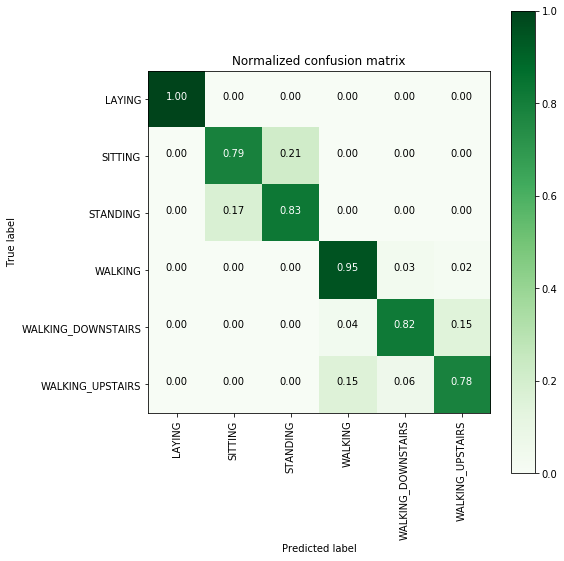 Normalized confusion matrix
True label
LAYING 1.00 0.00 0.00 0.00 0.00 0.00
SITTING 0.00 0.79 0.21 0.00 0.00 0.00
STANDING 0.00 0.17 0.83 0.00 0.00 0.00
WALKING 0.00 0.00 0.00 0.95 0.03 0.02
WALKING_DOWNSTAIRS 0.00 0.00 0.00 0.04 0.82 0.15
WALKING_UPSTAIRS 0.00 0.00 0.00 0.15 0.06 0.78
LAYING
SITTING
STANDING
WALKING
WALKING_DOWNSTAIRS
WALKING_UPSTAIRS
Predicted label
1.0
0.8
0.6
0.4
0.2
0.0